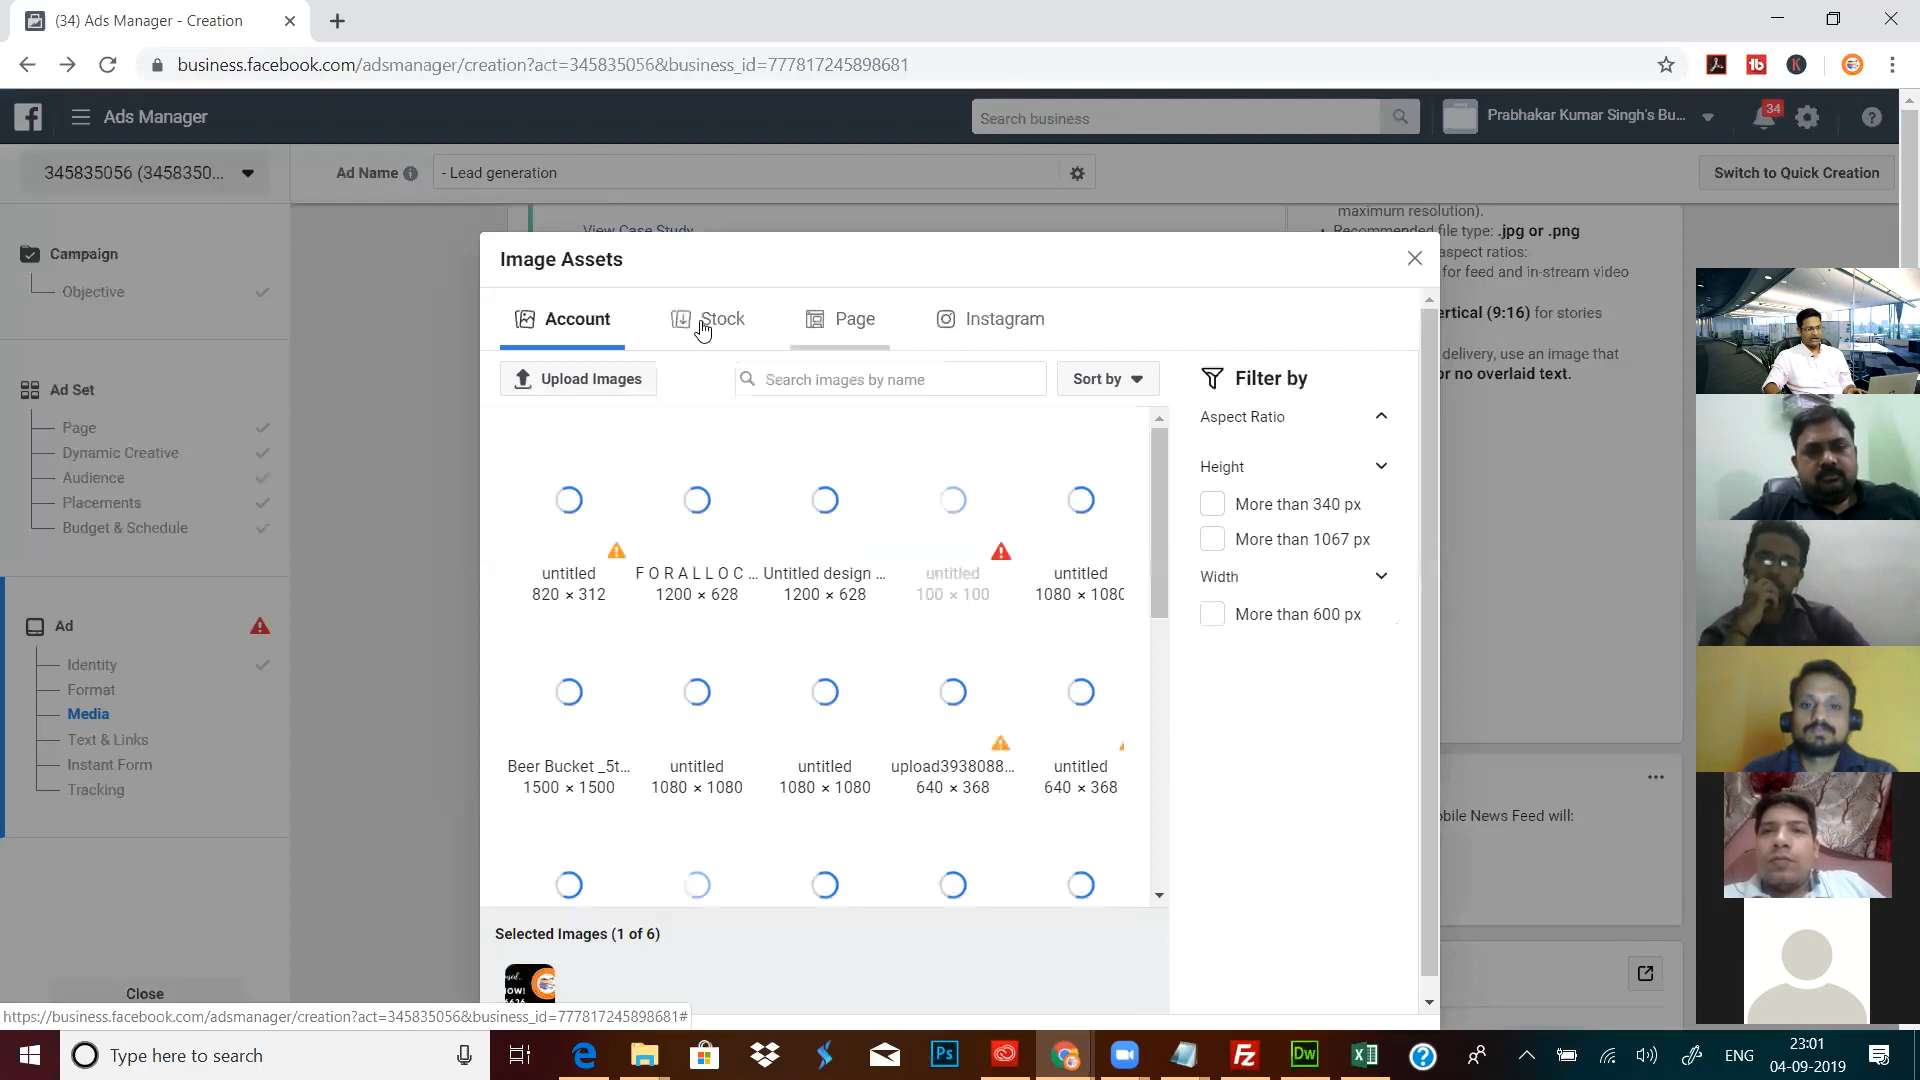 (34) Ads Manager - Creation
business.facebook.com/adsmanager/creation?act=345835056&business_id=777817245898681
Ads Manager
Search business
Prabhakar Kumar Singh's Bu...
34
345835056 (3458350...
Ad Name
- Lead generation
Switch to Quick Creation
Campaign
Objective
Ad Set
Page
Dynamic Creative
Audience
Placements
Budget & Schedule
Ad
Identity
Format
Media
Text & Links
Instant Form
Tracking
Close
View Case Study
maximum resolution).
Recommended file type: .jpg or .png
aspect ratios:
for feed and in-stream video
ertical (9:16) for stories
delivery, use an image that
or no overlaid text.
obile News Feed will:
Image Assets
Account
Stock
Page
Instagram
Upload Images
Search images by name
Sort by
Filter by
Aspect Ratio
Height
More than 340 px
More than 1067 px
Width
More than 600 px
untitled
820 × 312
F O R A L L O C ...
1200 × 628
Untitled design ...
1200 × 628
untitled
100 × 100
untitled
1080 × 1080
Beer Bucket _5t...
1500 × 1500
untitled
1080 × 1080
untitled
1080 × 1080
upload3938088...
640 × 368
untitled
640 × 368
Selected Images (1 of 6)
https://business.facebook.com/adsmanager/creation?act=345835056&business_id=777817245898681#
Type here to search
ENG
23:01
04-09-2019